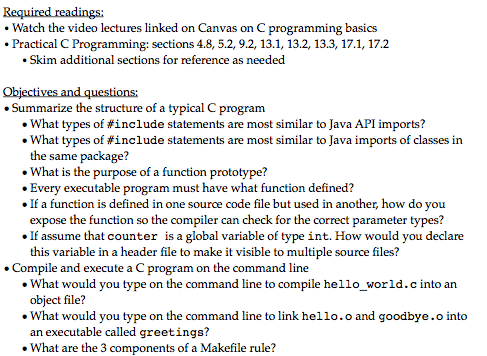 Required readings:
• Watch the video lectures linked on Canvas on C programming basics
• Practical C Programming: sections 4.8, 5.2, 9.2, 13.1, 13.2, 13.3, 17.1, 17.2
• Skim additional sections for reference as needed
Objectives and questions:
• Summarize the structure of a typical C program
• What types of #include statements are most similar to Java API imports?
• What types of #include statements are most similar to Java imports of classes in
the same package?
• What is the purpose of a function prototype?
• Every executable program must have what function defined?
• If a function is defined in one source code file but used in another, how do you
expose the function so the compiler can check for the correct parameter types?
• If assume that counter is a global variable of type int. How would you declare
this variable in a header file to make it visible to multiple source files?
• Compile and execute a C program on the command line
• What would you type on the command line to compile hello_world.c into an
object file?
• What would you type on the command line to link hello.o and goodbye.o into
an executable called greetings?
• What are the 3 components of a Makefile rule?